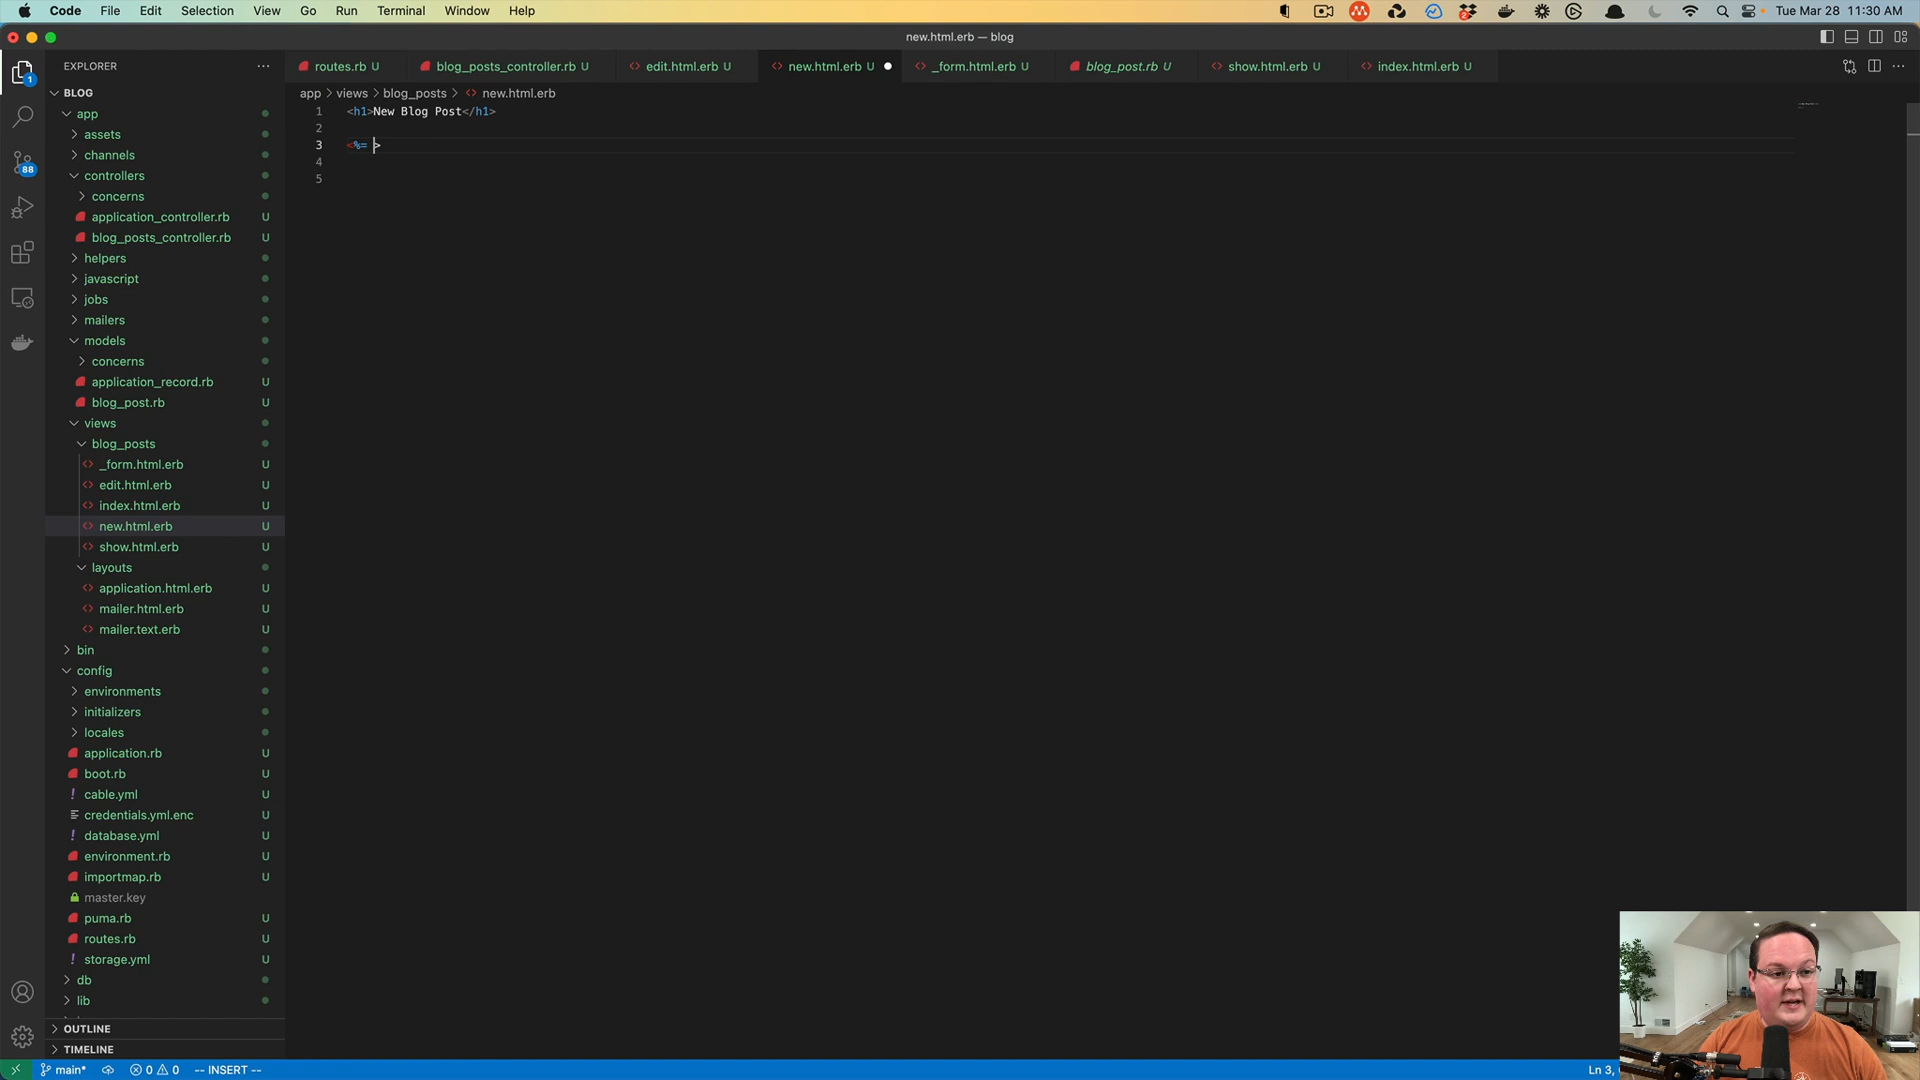 Code File Edit Selection View Go Run Terminal Window Help
Tue Mar 28 11:30 AM
new.html.erb — blog
EXPLORER
routes.rb U
blog_posts_controller.rb U
edit.html.erb U
new.html.erb U
_form.html.erb U
blog_post.rb U
show.html.erb U
index.html.erb U
app > views > blog_posts > new.html.erb
1 <h1>New Blog Post</h1>
2
3 <%= >
4
5
1
88
2
BLOG
app
assets
channels
controllers
concerns
application_controller.rb U
blog_posts_controller.rb U
helpers
javascript
jobs
mailers
models
concerns
application_record.rb U
blog_post.rb U
views
blog_posts
_form.html.erb U
edit.html.erb U
index.html.erb U
new.html.erb U
show.html.erb U
layouts
application.html.erb U
mailer.html.erb U
mailer.text.erb U
bin
config
environments
initializers
locales
application.rb U
boot.rb U
! cable.yml U
credentials.yml.enc U
! database.yml U
environment.rb U
importmap.rb U
master.key
puma.rb U
routes.rb U
! storage.yml U
db
lib
OUTLINE
TIMELINE
main* 0 0 -- INSERT --
Ln 3,